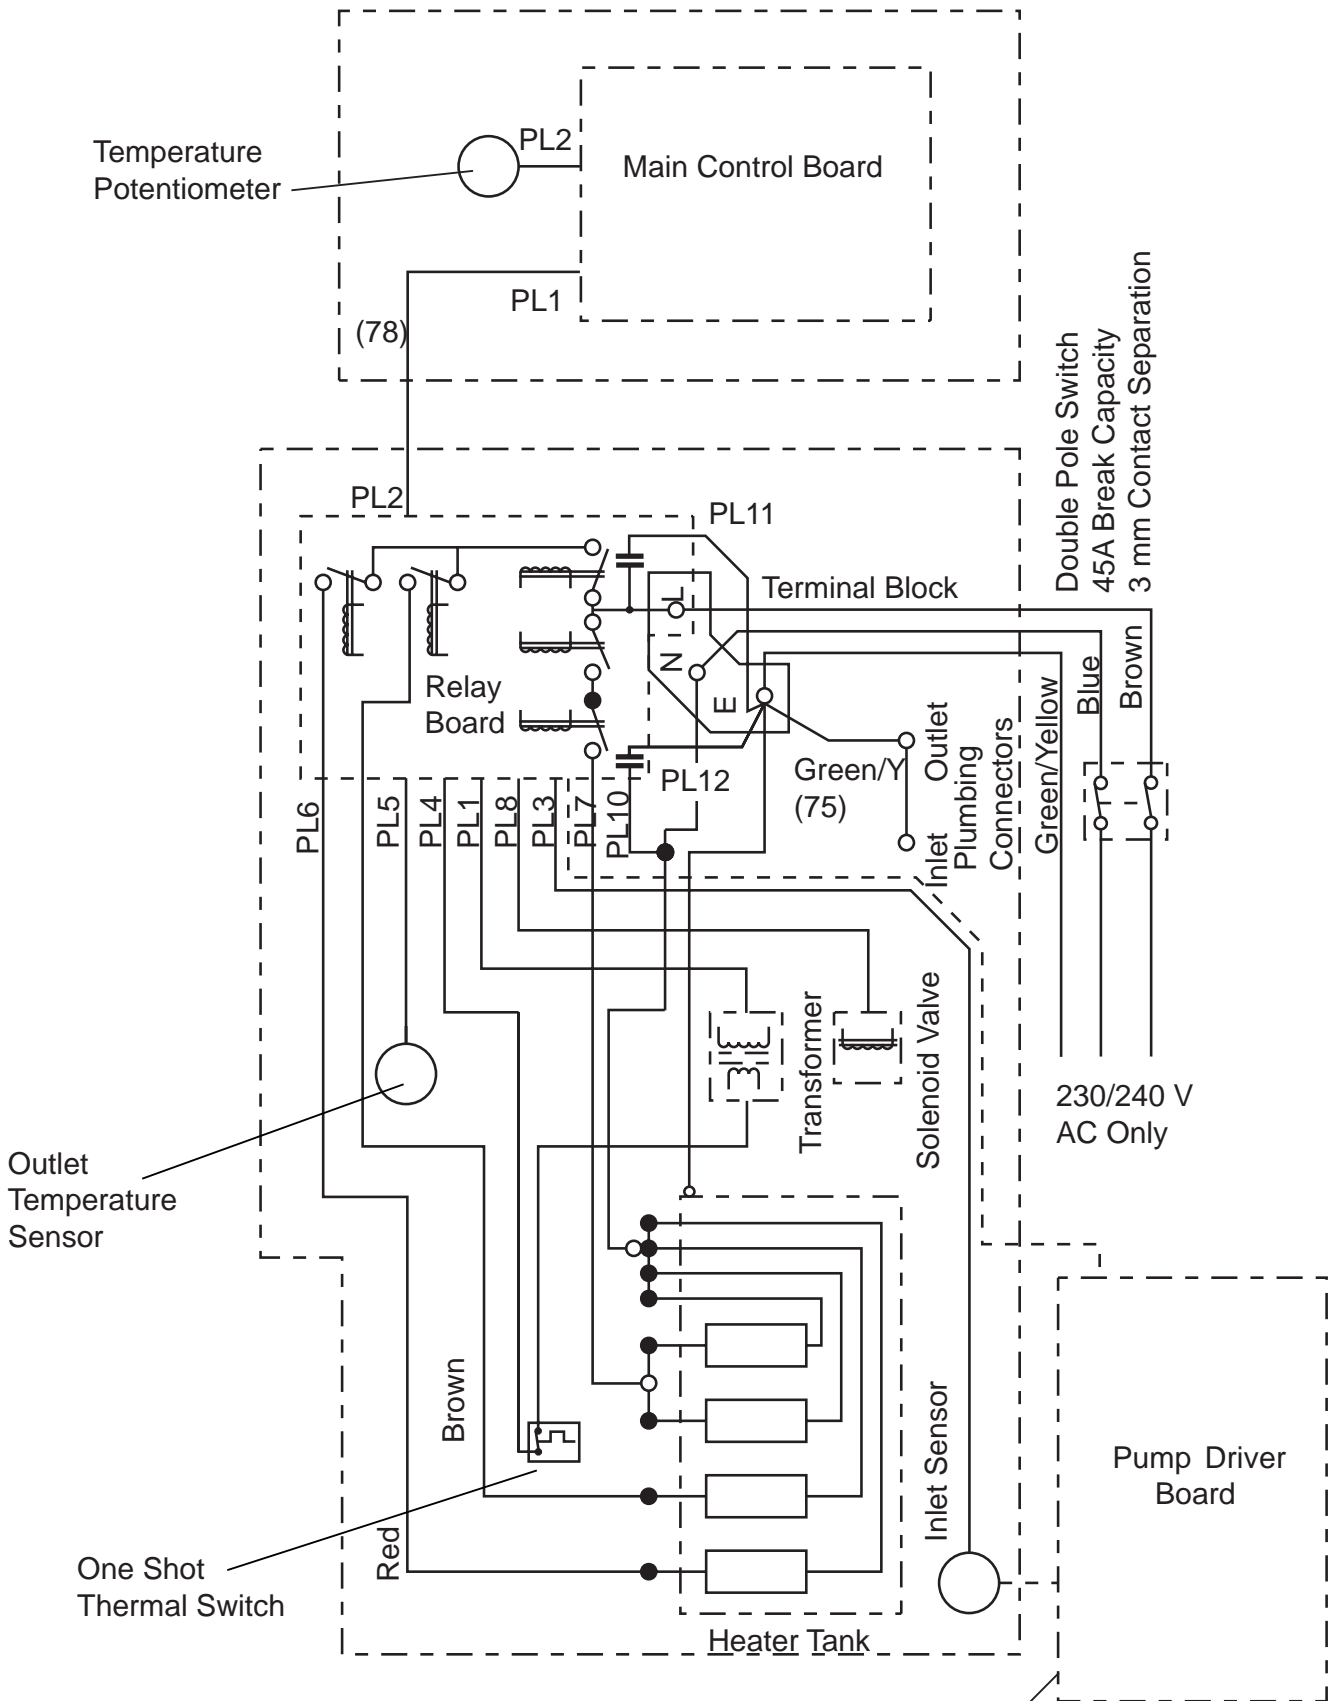 Temperature
Potentiometer
PL2
Main Control Board
PL1
(78)
Double Pole Switch
45A Break Capacity
3 mm Contact Separation
PL2
PL11
Terminal Block
L
N
E
Relay
Board
Green/Yellow
Blue
Brown
PL12
Green/Y
(75)
Outlet
Inlet
Plumbing
Connectors
PL6
PL5
PL4
PL1
PL8
PL3
PL7
PL10
Transformer
Solenoid Valve
230/240 V
AC Only
Outlet
Temperature
Sensor
Brown
Red
Inlet Sensor
Pump Driver
Board
One Shot
Thermal Switch
Heater Tank